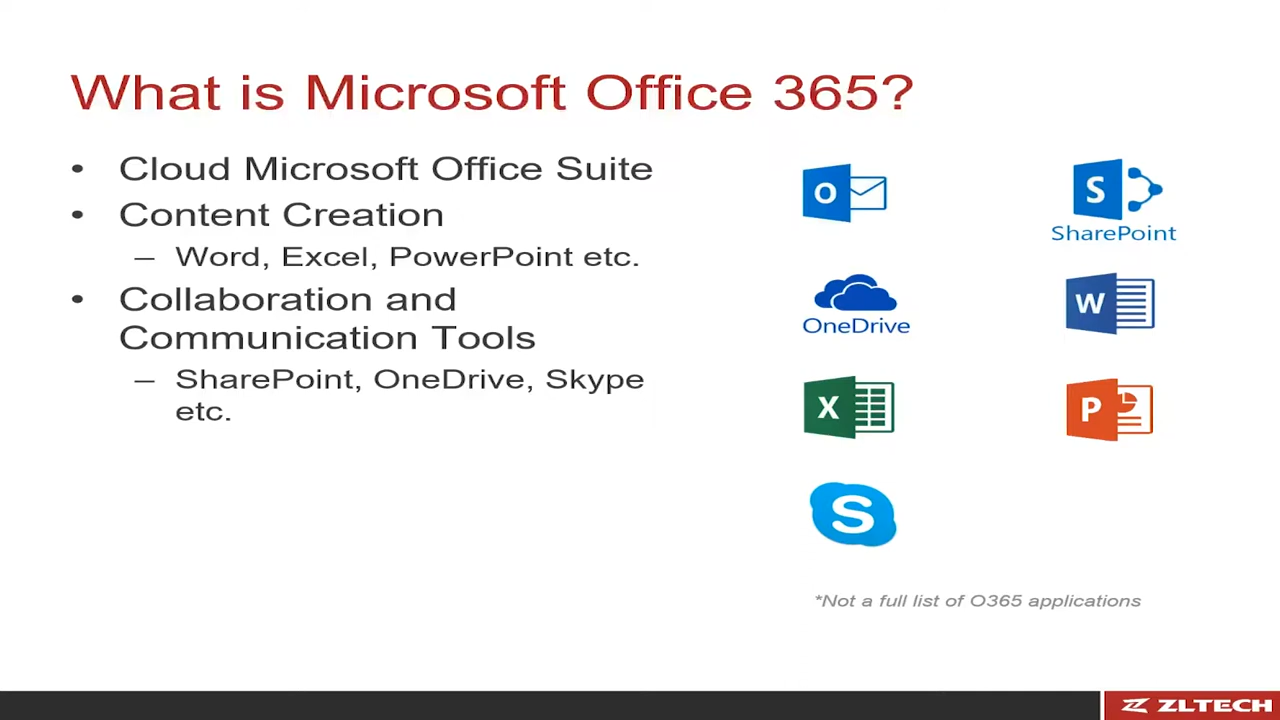 What is Microsoft Office 365?
• Cloud Microsoft Office Suite
• Content Creation
– Word, Excel, PowerPoint etc.
• Collaboration and
Communication Tools
– SharePoint, OneDrive, Skype
etc.
O
S
SharePoint
OneDrive
W
X
P
S
*Not a full list of O365 applications
ZLTECH